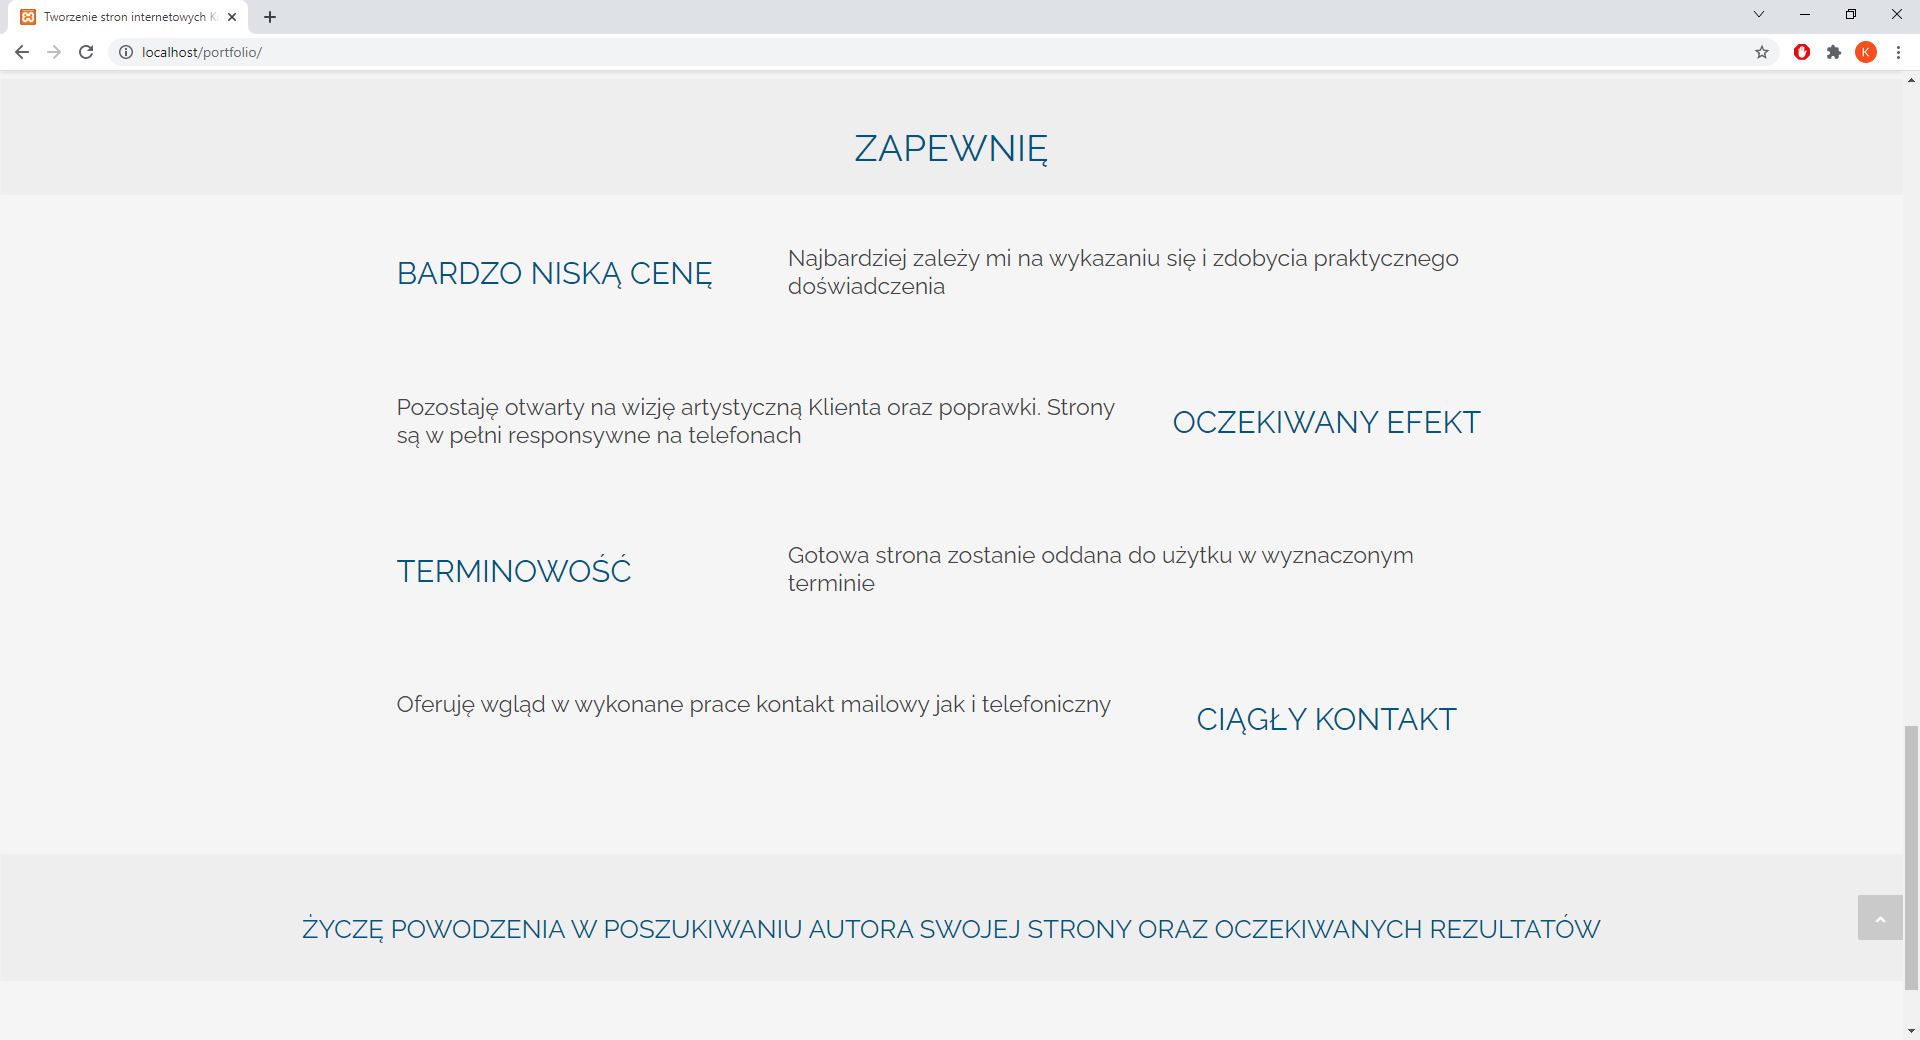 Tworzenie stron internetowych K
localhost/portfolio/
K
ZAPEWNIĘ
BARDZO NISKĄ CENĘ
Najbardziej zależy mi na wykazaniu się i zdobycia praktycznego
doświadczenia
Pozostaję otwarty na wizję artystyczną Klienta oraz poprawki. Strony
są w pełni responsywne na telefonach
OCZEKIWANY EFEKT
TERMINOWOŚĆ
Gotowa strona zostanie oddana do użytku w wyznaczonym
terminie
Oferuję wgląd w wykonane prace kontakt mailowy jak i telefoniczny
CIĄGŁY KONTAKT
ŻYCZĘ POWODZENIA W POSZUKIWANIU AUTORA SWOJEJ STRONY ORAZ OCZEKIWANYCH REZULTATÓW